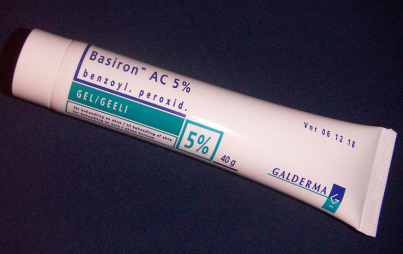 Basiron™ AC 5%
benzoyl. peroxid.
GEL/GEELI
5%
40 g
Vnr 06 12 18
GALDERMA